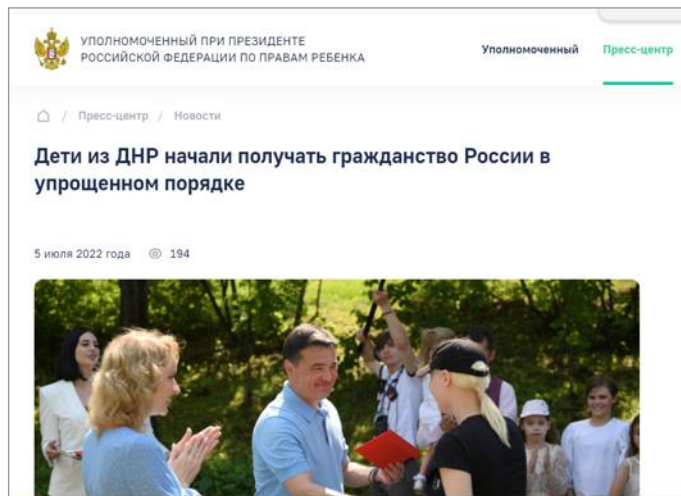 УПОЛНОМОЧЕННЫЙ ПРИ ПРЕЗИДЕНТЕ
РОССИЙСКОЙ ФЕДЕРАЦИИ ПО ПРАВАМ РЕБЕНКА
Уполномоченный
Пресс-центр
/ Пресс-центр / Новости
Дети из ДНР начали получать гражданство России в
упрощенном порядке
5 июля 2022 года 194